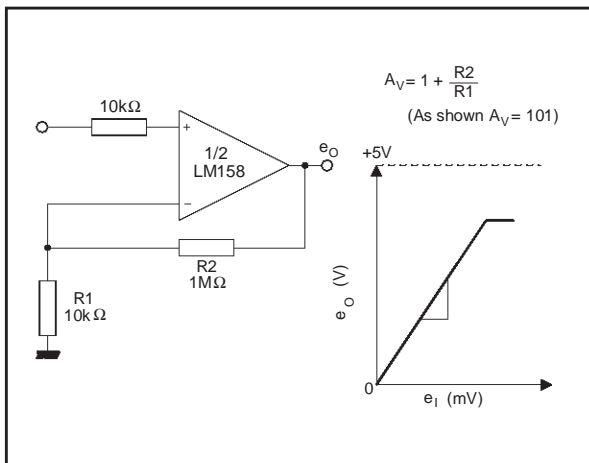 10kΩ
+
1/2
LM158
−
e_O
R2
1MΩ
R1
10kΩ
A_V = 1 + R2/R1
(As shown A_V = 101)
+5V
e_O (V)
0
e_I (mV)